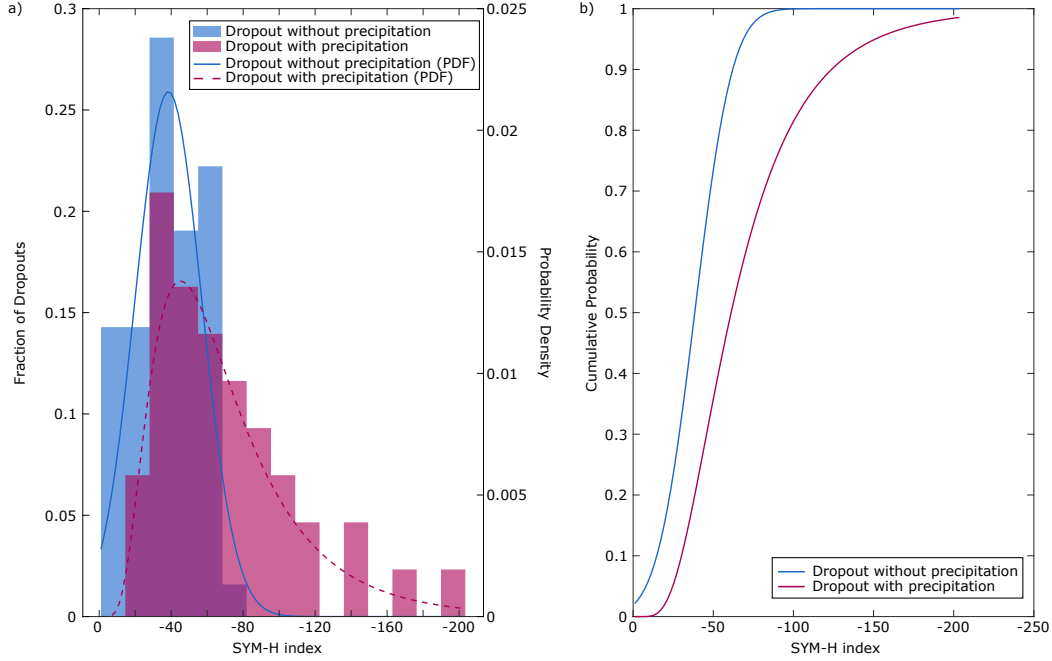 a)
Dropout without precipitation
Dropout with precipitation
Dropout without precipitation (PDF)
Dropout with precipitation (PDF)
0.3
0.25
0.2
0.15
0.1
0.05
0
Fraction of Dropouts
0.025
0.02
0.015
0.01
0.005
0
Probability Density
0 -40 -80 -120 -160 -200
SYM-H index
b)
1
0.9
0.8
0.7
0.6
0.5
0.4
0.3
0.2
0.1
0
Cumulative Probability
Dropout without precipitation
Dropout with precipitation
0 -50 -100 -150 -200 -250
SYM-H index